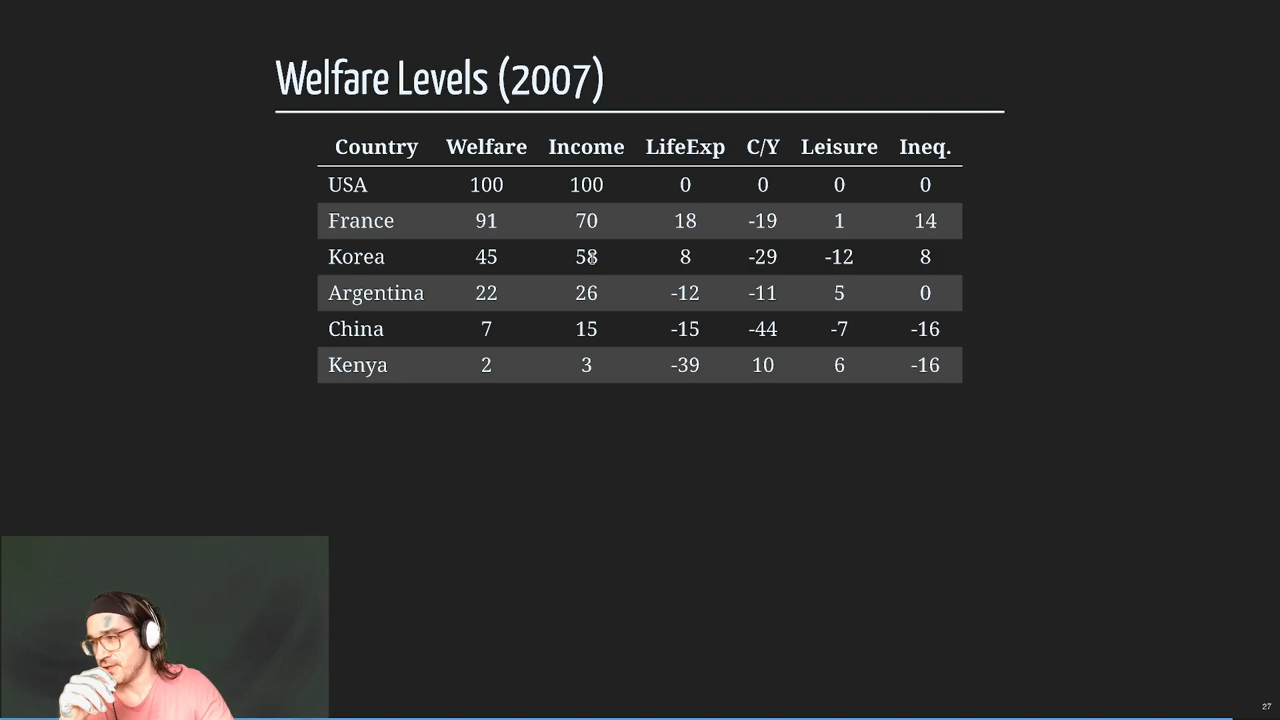 Welfare Levels (2007)
Country Welfare Income LifeExp C/Y Leisure Ineq.
USA 100 100 0 0 0 0
France 91 70 18 -19 1 14
Korea 45 58 8 -29 -12 8
Argentina 22 26 -12 -11 5 0
China 7 15 -15 -44 -7 -16
Kenya 2 3 -39 10 6 -16
27